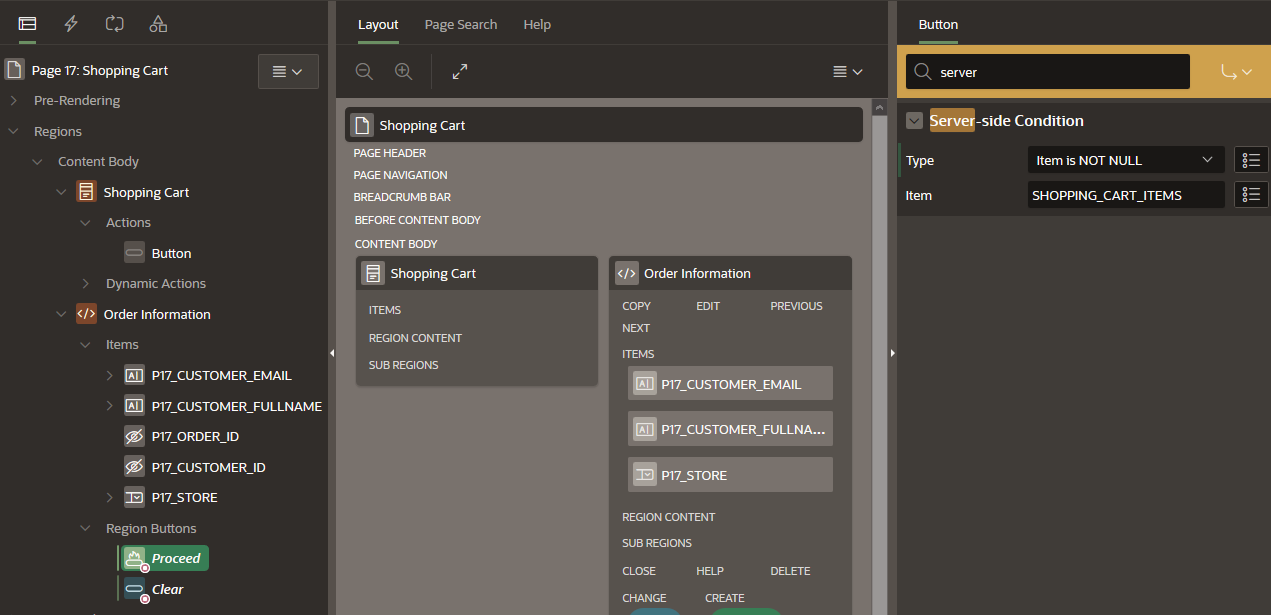 Page 17: Shopping Cart
Pre-Rendering
Regions
Content Body
Shopping Cart
Actions
Button
Dynamic Actions
Order Information
Items
P17_CUSTOMER_EMAIL
P17_CUSTOMER_FULLNAME
P17_ORDER_ID
P17_CUSTOMER_ID
P17_STORE
Region Buttons
Proceed
Clear
Layout Page Search Help
Shopping Cart
PAGE HEADER
PAGE NAVIGATION
BREADCRUMB BAR
BEFORE CONTENT BODY
CONTENT BODY
Shopping Cart
ITEMS
REGION CONTENT
SUB REGIONS
Order Information
COPY EDIT PREVIOUS
NEXT
ITEMS
P17_CUSTOMER_EMAIL
P17_CUSTOMER_FULLNA...
P17_STORE
REGION CONTENT
SUB REGIONS
CLOSE HELP DELETE
CHANGE CREATE
Button
server
Server-side Condition
Type Item is NOT NULL
Item SHOPPING_CART_ITEMS